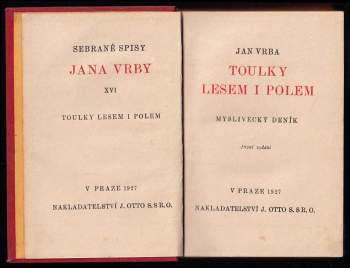 SEBRANÉ SPISY
JANA VRBY
XVI
TOULKY LESEM I POLEM
V PRAZE 1927
NAKLADATELSTVÍ J. OTTO S. S R. O.
JAN VRBA
TOULKY
LESEM I POLEM
MYSLIVECKÝ DENÍK
První vydání
V PRAZE 1927
NAKLADATELSTVÍ J. OTTO S. S R. O.